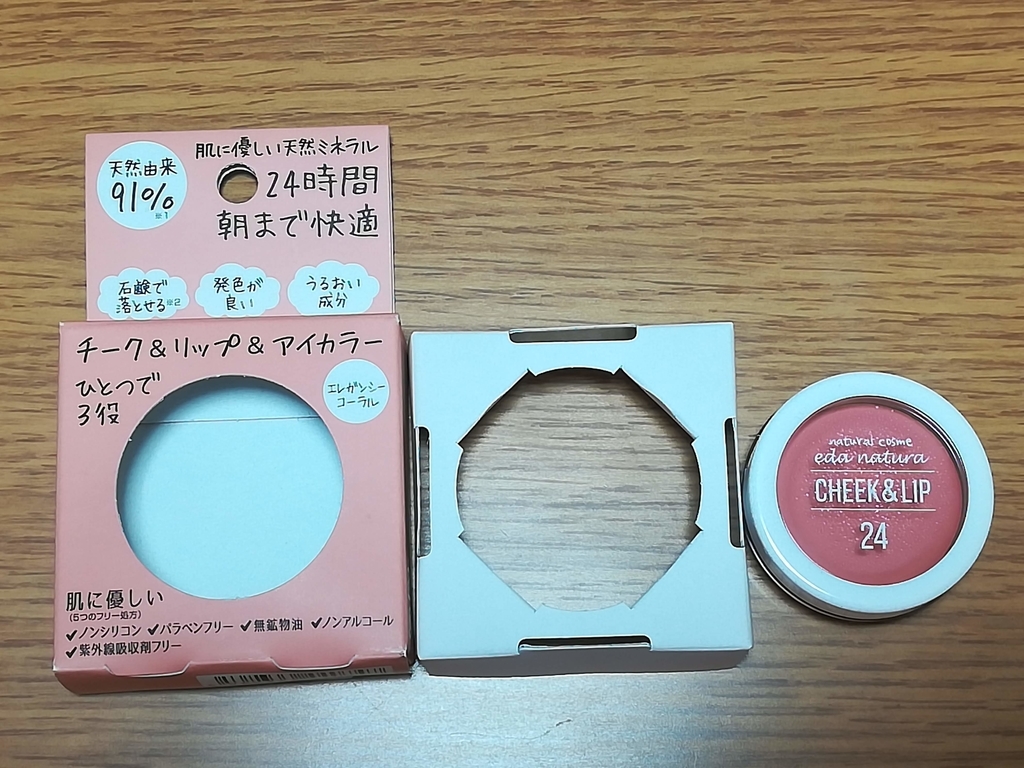 天然由来
91%
※1
肌に優しい天然ミネラル
24時間
朝まで快適
石鹸で
落とせる※2
発色が
良い
うるおい
成分
チーク&リップ&アイカラー
ひとつで
3役
エレガンシー
コーラル
肌に優しい
(5つのフリー処方)
✓ノンシリコン ✓パラベンフリー ✓無鉱物油 ✓ノンアルコール
✓紫外線吸収剤フリー
natural cosme
eda natura
CHEEK&LIP
24